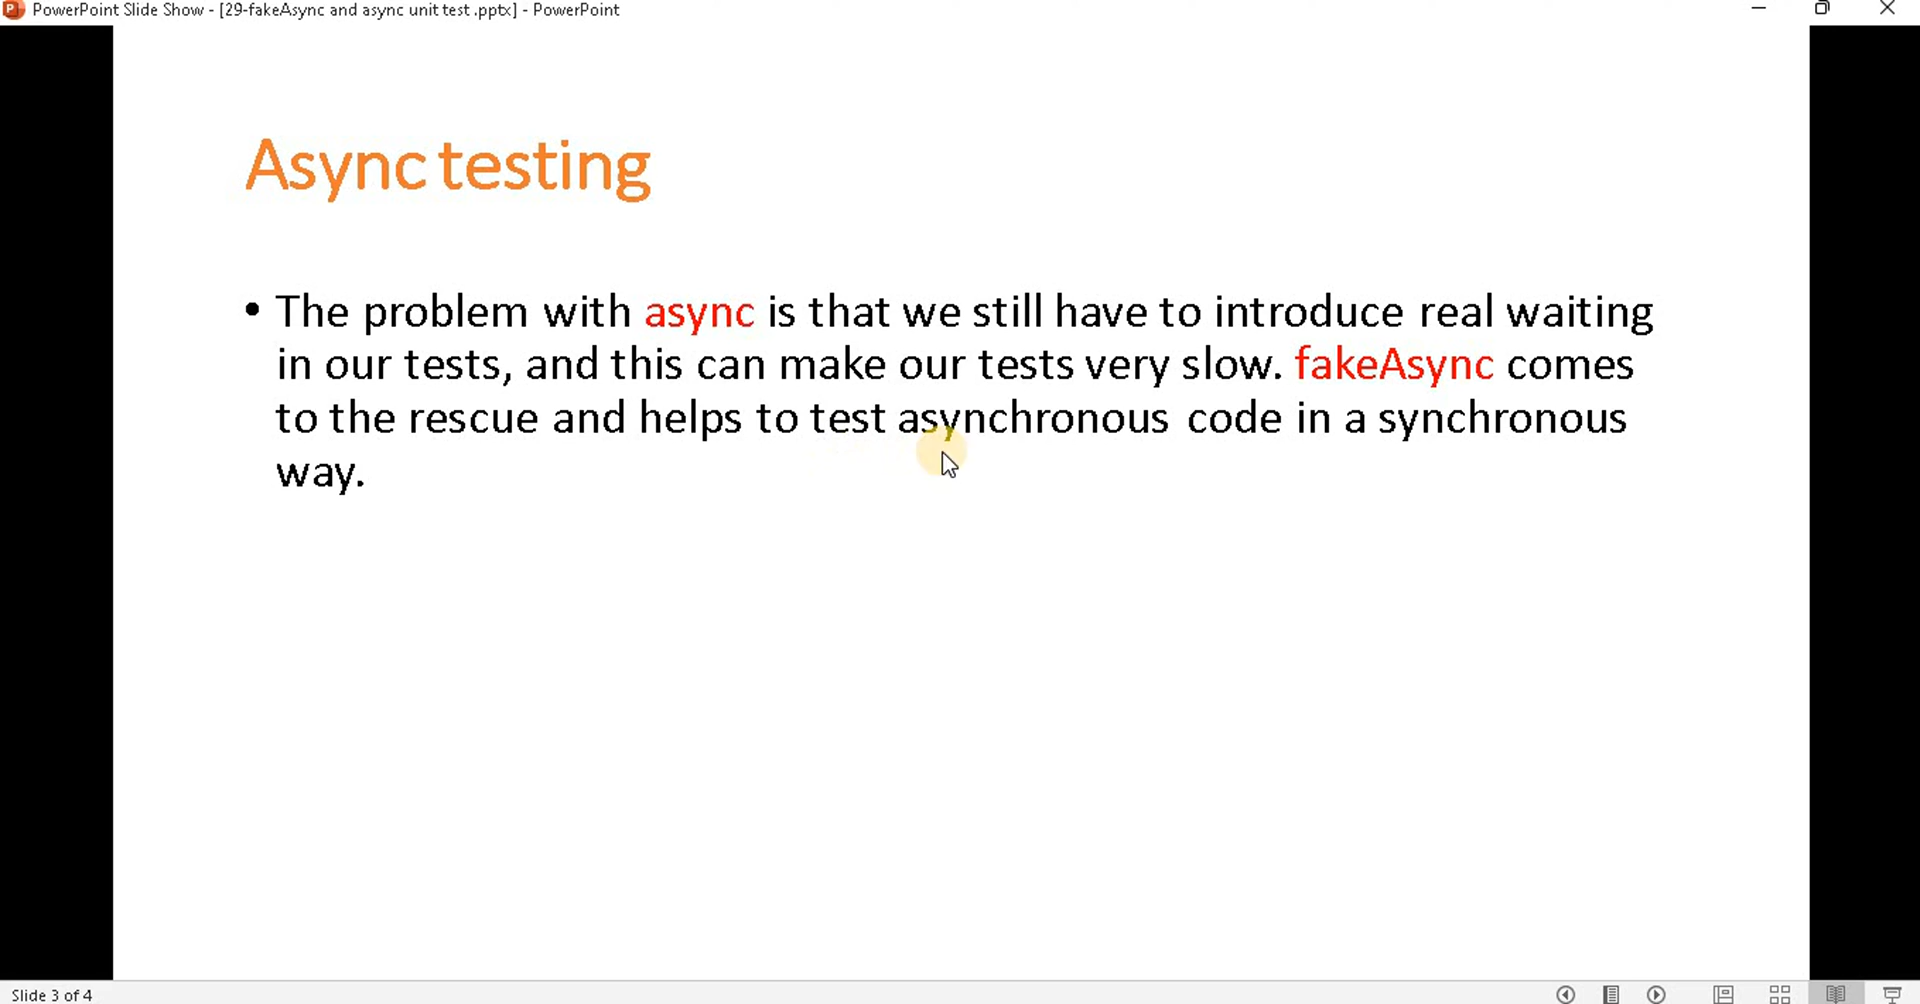 PowerPoint Slide Show - [29-fakeAsync and async unit test .pptx] - PowerPoint
Async testing
• The problem with async is that we still have to introduce real waiting
in our tests, and this can make our tests very slow. fakeAsync comes
to the rescue and helps to test asynchronous code in a synchronous
way.
Slide 3 of 4